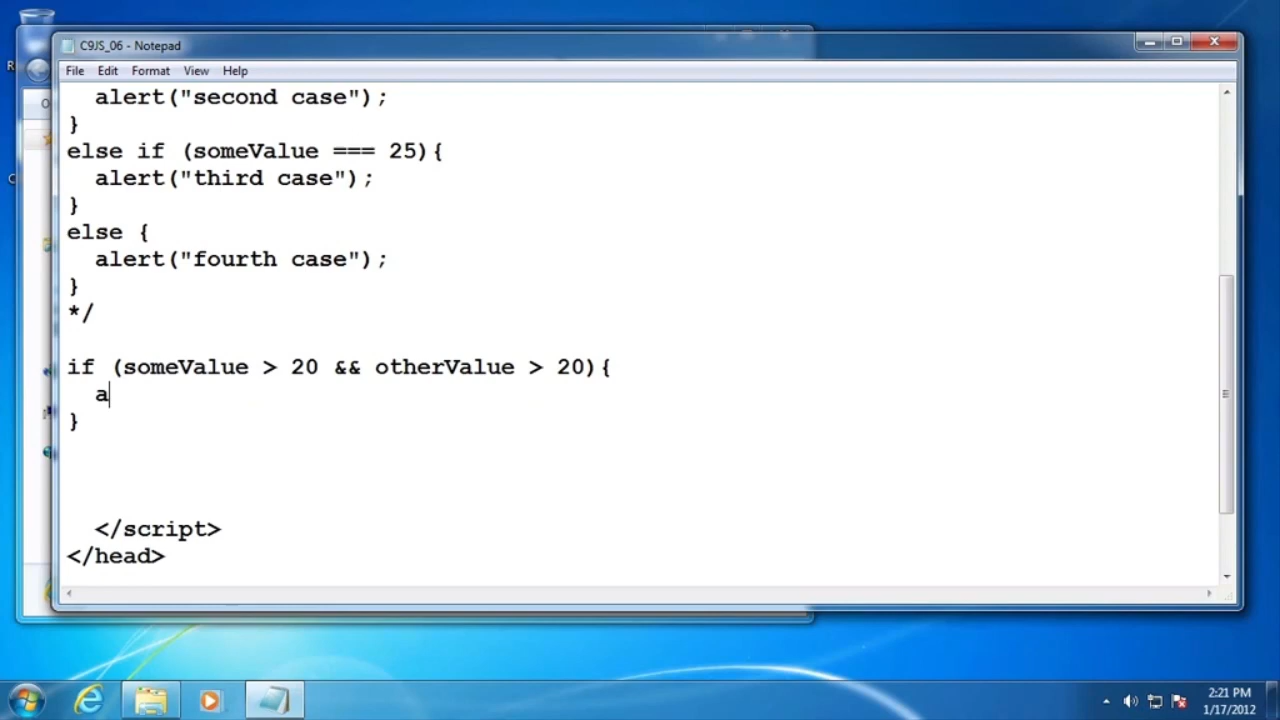 C9JS_06 - Notepad
File Edit Format View Help
alert("second case");
}
else if (someValue === 25){
alert("third case");
}
else {
alert("fourth case");
}
*/
if (someValue > 20 && otherValue > 20){
a
}
</script>
</head>
2:21 PM
1/17/2012